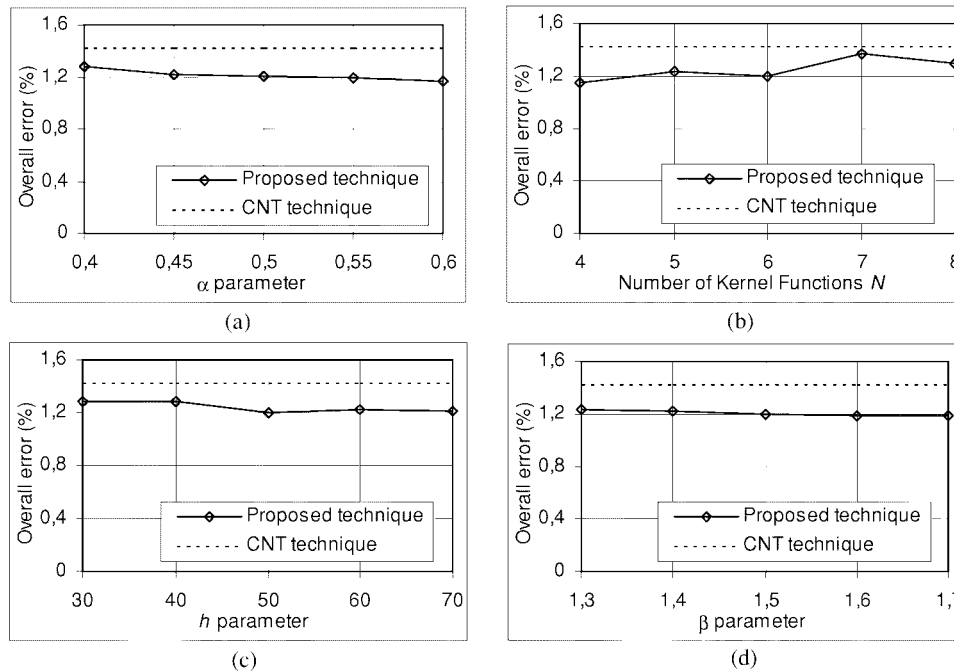 1,6
1,2
0,8
0,4
0
Overall error (%)
Proposed technique
CNT technique
0,4 0,45 0,5 0,55 0,6
α parameter
(a)
1,6
1,2
0,8
0,4
0
Overall error (%)
Proposed technique
CNT technique
4 5 6 7 8
Number of Kernel Functions N
(b)
1,6
1,2
0,8
0,4
0
Overall error (%)
Proposed technique
CNT technique
30 40 50 60 70
h parameter
(c)
1,6
1,2
0,8
0,4
0
Overall error (%)
Proposed technique
CNT technique
1,3 1,4 1,5 1,6 1,7
β parameter
(d)